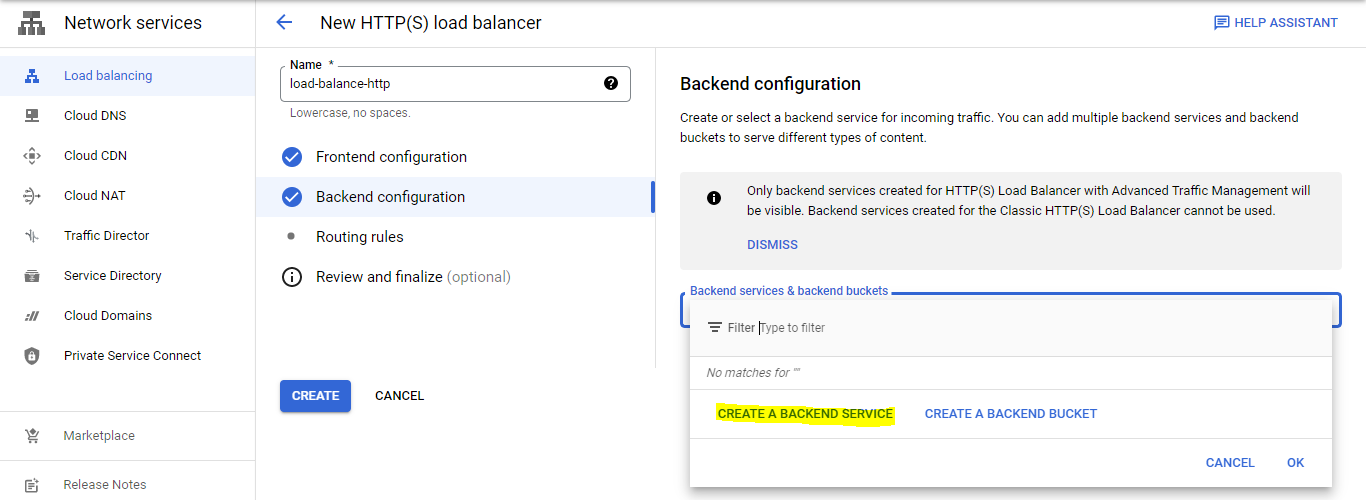 Network services
New HTTP(S) load balancer
HELP ASSISTANT
Load balancing
Cloud DNS
Cloud CDN
Cloud NAT
Traffic Director
Service Directory
Cloud Domains
Private Service Connect
Marketplace
Release Notes
Name *
load-balance-http
Lowercase, no spaces.
Frontend configuration
Backend configuration
Routing rules
Review and finalize (optional)
CREATE CANCEL
Backend configuration
Create or select a backend service for incoming traffic. You can add multiple backend services and backend
buckets to serve different types of content.
Only backend services created for HTTP(S) Load Balancer with Advanced Traffic Management will
be visible. Backend services created for the Classic HTTP(S) Load Balancer cannot be used.
DISMISS
Backend services & backend buckets
Filter Type to filter
No matches for ""
CREATE A BACKEND SERVICE CREATE A BACKEND BUCKET
CANCEL OK